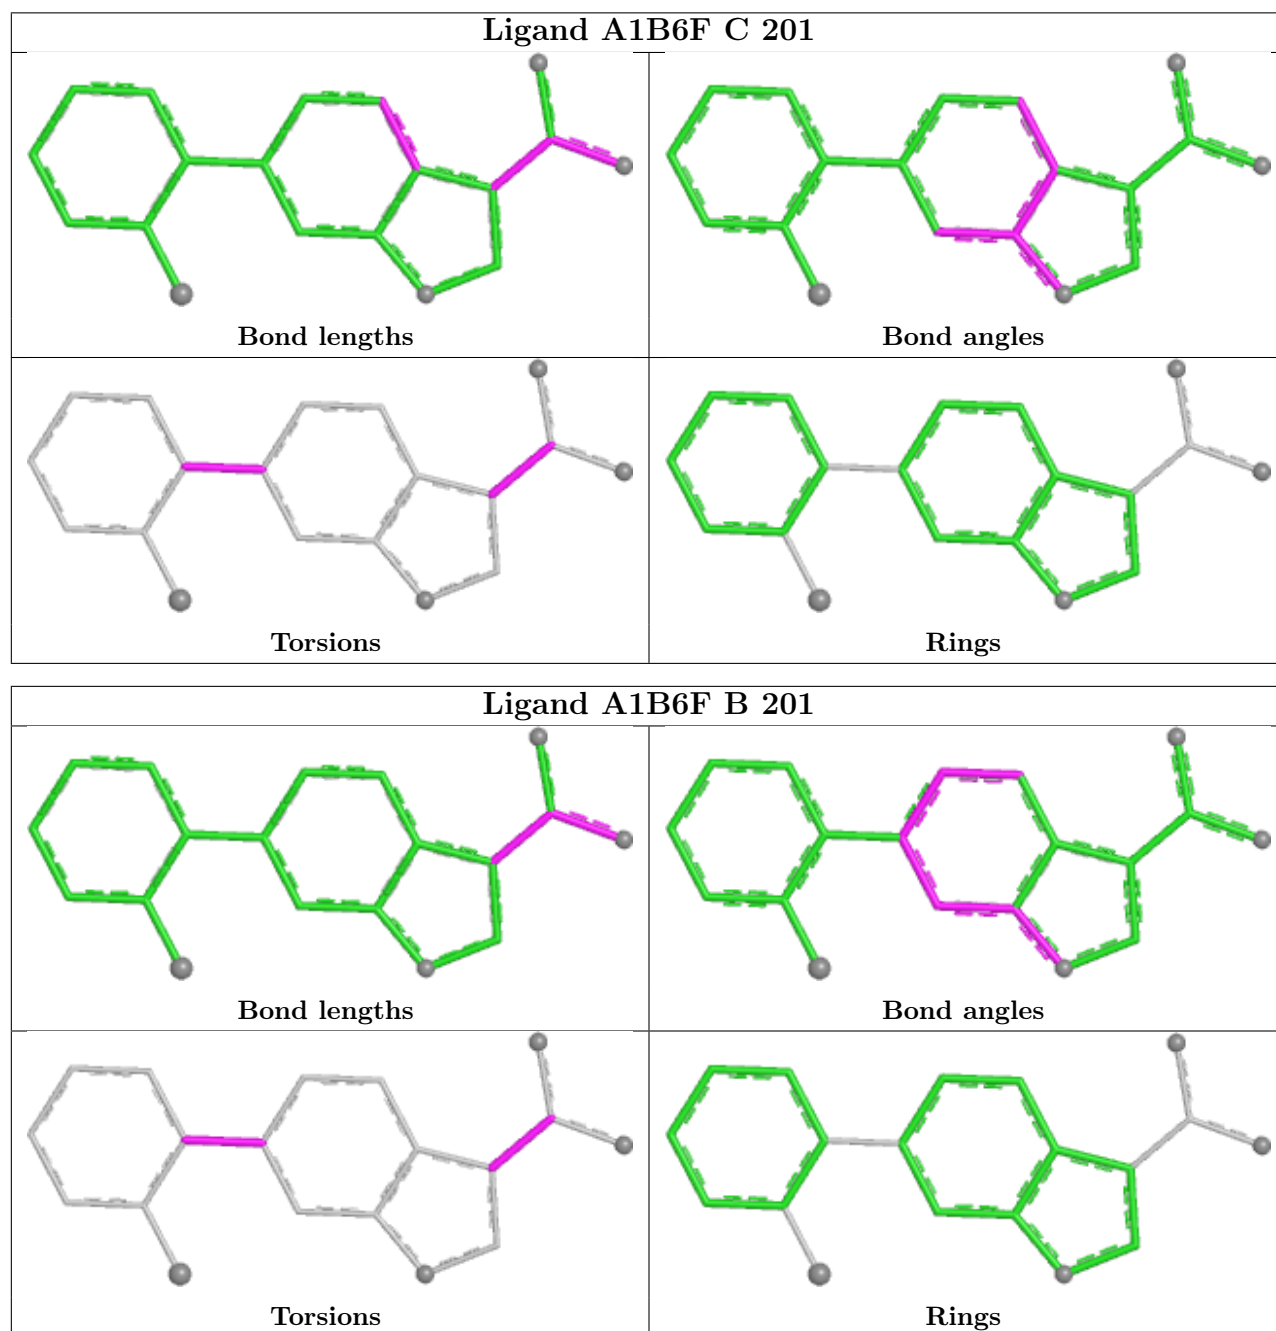 Ligand A1B6F C 201
Bond lengths
Bond angles
Torsions
Rings
Ligand A1B6F B 201
Bond lengths
Bond angles
Torsions
Rings